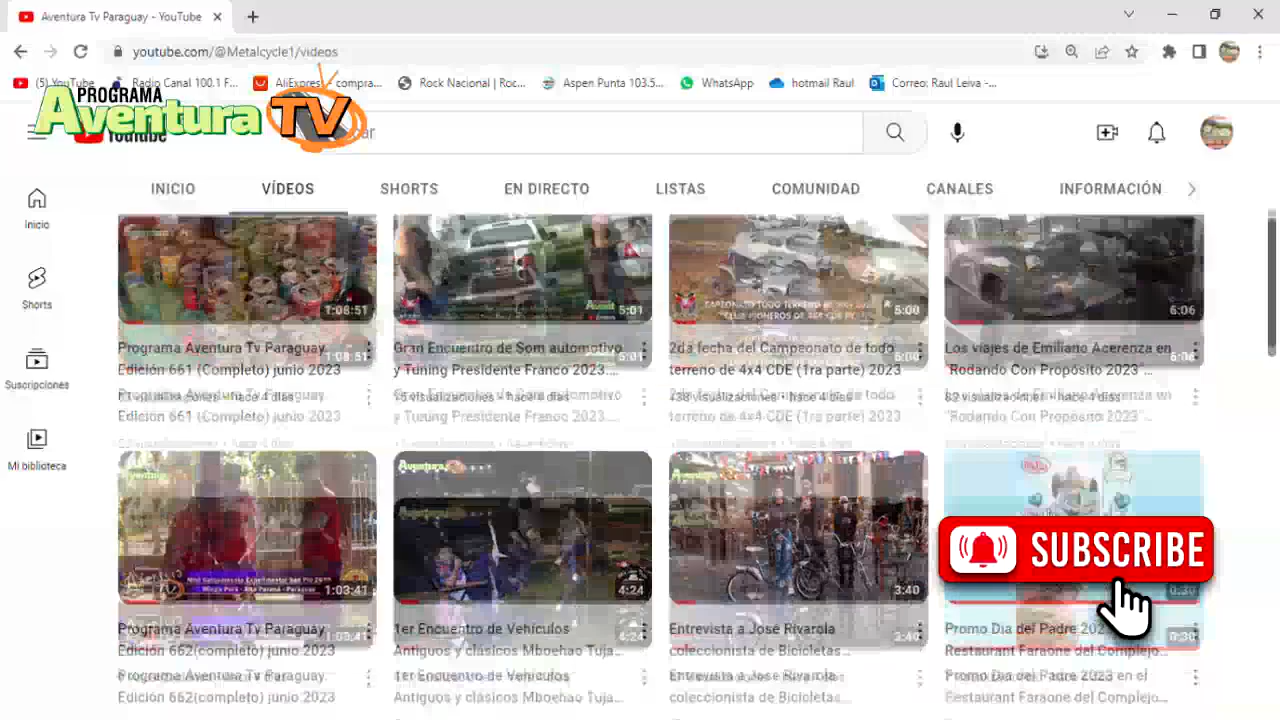 Aventura Tv Paraguay - YouTube
youtube.com/@Metalcycle1/videos
(5) YouTube
Radio Canal 100.1 F...
AliExpress - compra...
Rock Nacional | Roc...
Aspen Punta 103.5...
WhatsApp
hotmail Raul
Correo: Raul Leiva -...
PROGRAMA
Aventura TV
YouTube
INICIO
VÍDEOS
SHORTS
EN DIRECTO
LISTAS
COMUNIDAD
CANALES
INFORMACIÓN
Inicio
Shorts
Suscripciones
Mi biblioteca
1:08:51
5:01
5:00
6:06
Programa Aventura Tv Paraguay
Edición 661 (Completo) junio 2023
Gran Encuentro de Som automotivo
y Tuning Presidente Franco 2023....
2da fecha del Campeonato de todo
terreno de 4x4 CDE (1ra parte) 2023
Los viajes de Emiliano Acerenza en
"Rodando Con Propósito 2023"...
1:03:41
4:24
3:40
0:30
SUBSCRIBE
Programa Aventura Tv Paraguay
Edición 662(completo) junio 2023
1er Encuentro de Vehículos
Antiguos y clásicos Mboehao Tuja...
Entrevista a José Rivarola
coleccionista de Bicicletas...
Promo Dia del Padre 2023 en el
Restaurant Faraone del Complejo...